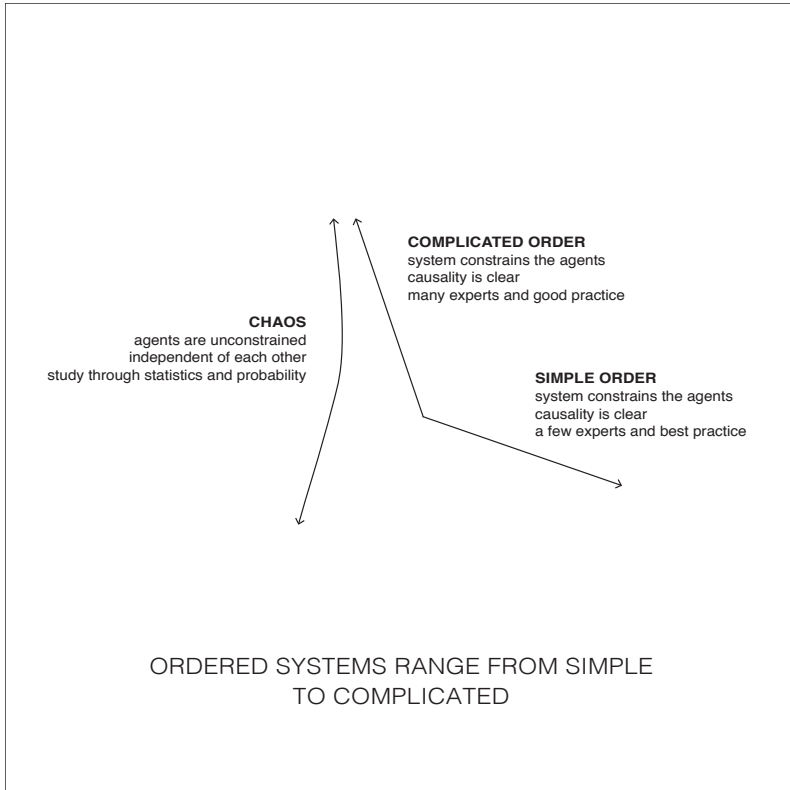 COMPLICATED ORDER
system constrains the agents
causality is clear
many experts and good practice
CHAOS
agents are unconstrained
independent of each other
study through statistics and probability
SIMPLE ORDER
system constrains the agents
causality is clear
a few experts and best practice
ORDERED SYSTEMS RANGE FROM SIMPLE
TO COMPLICATED